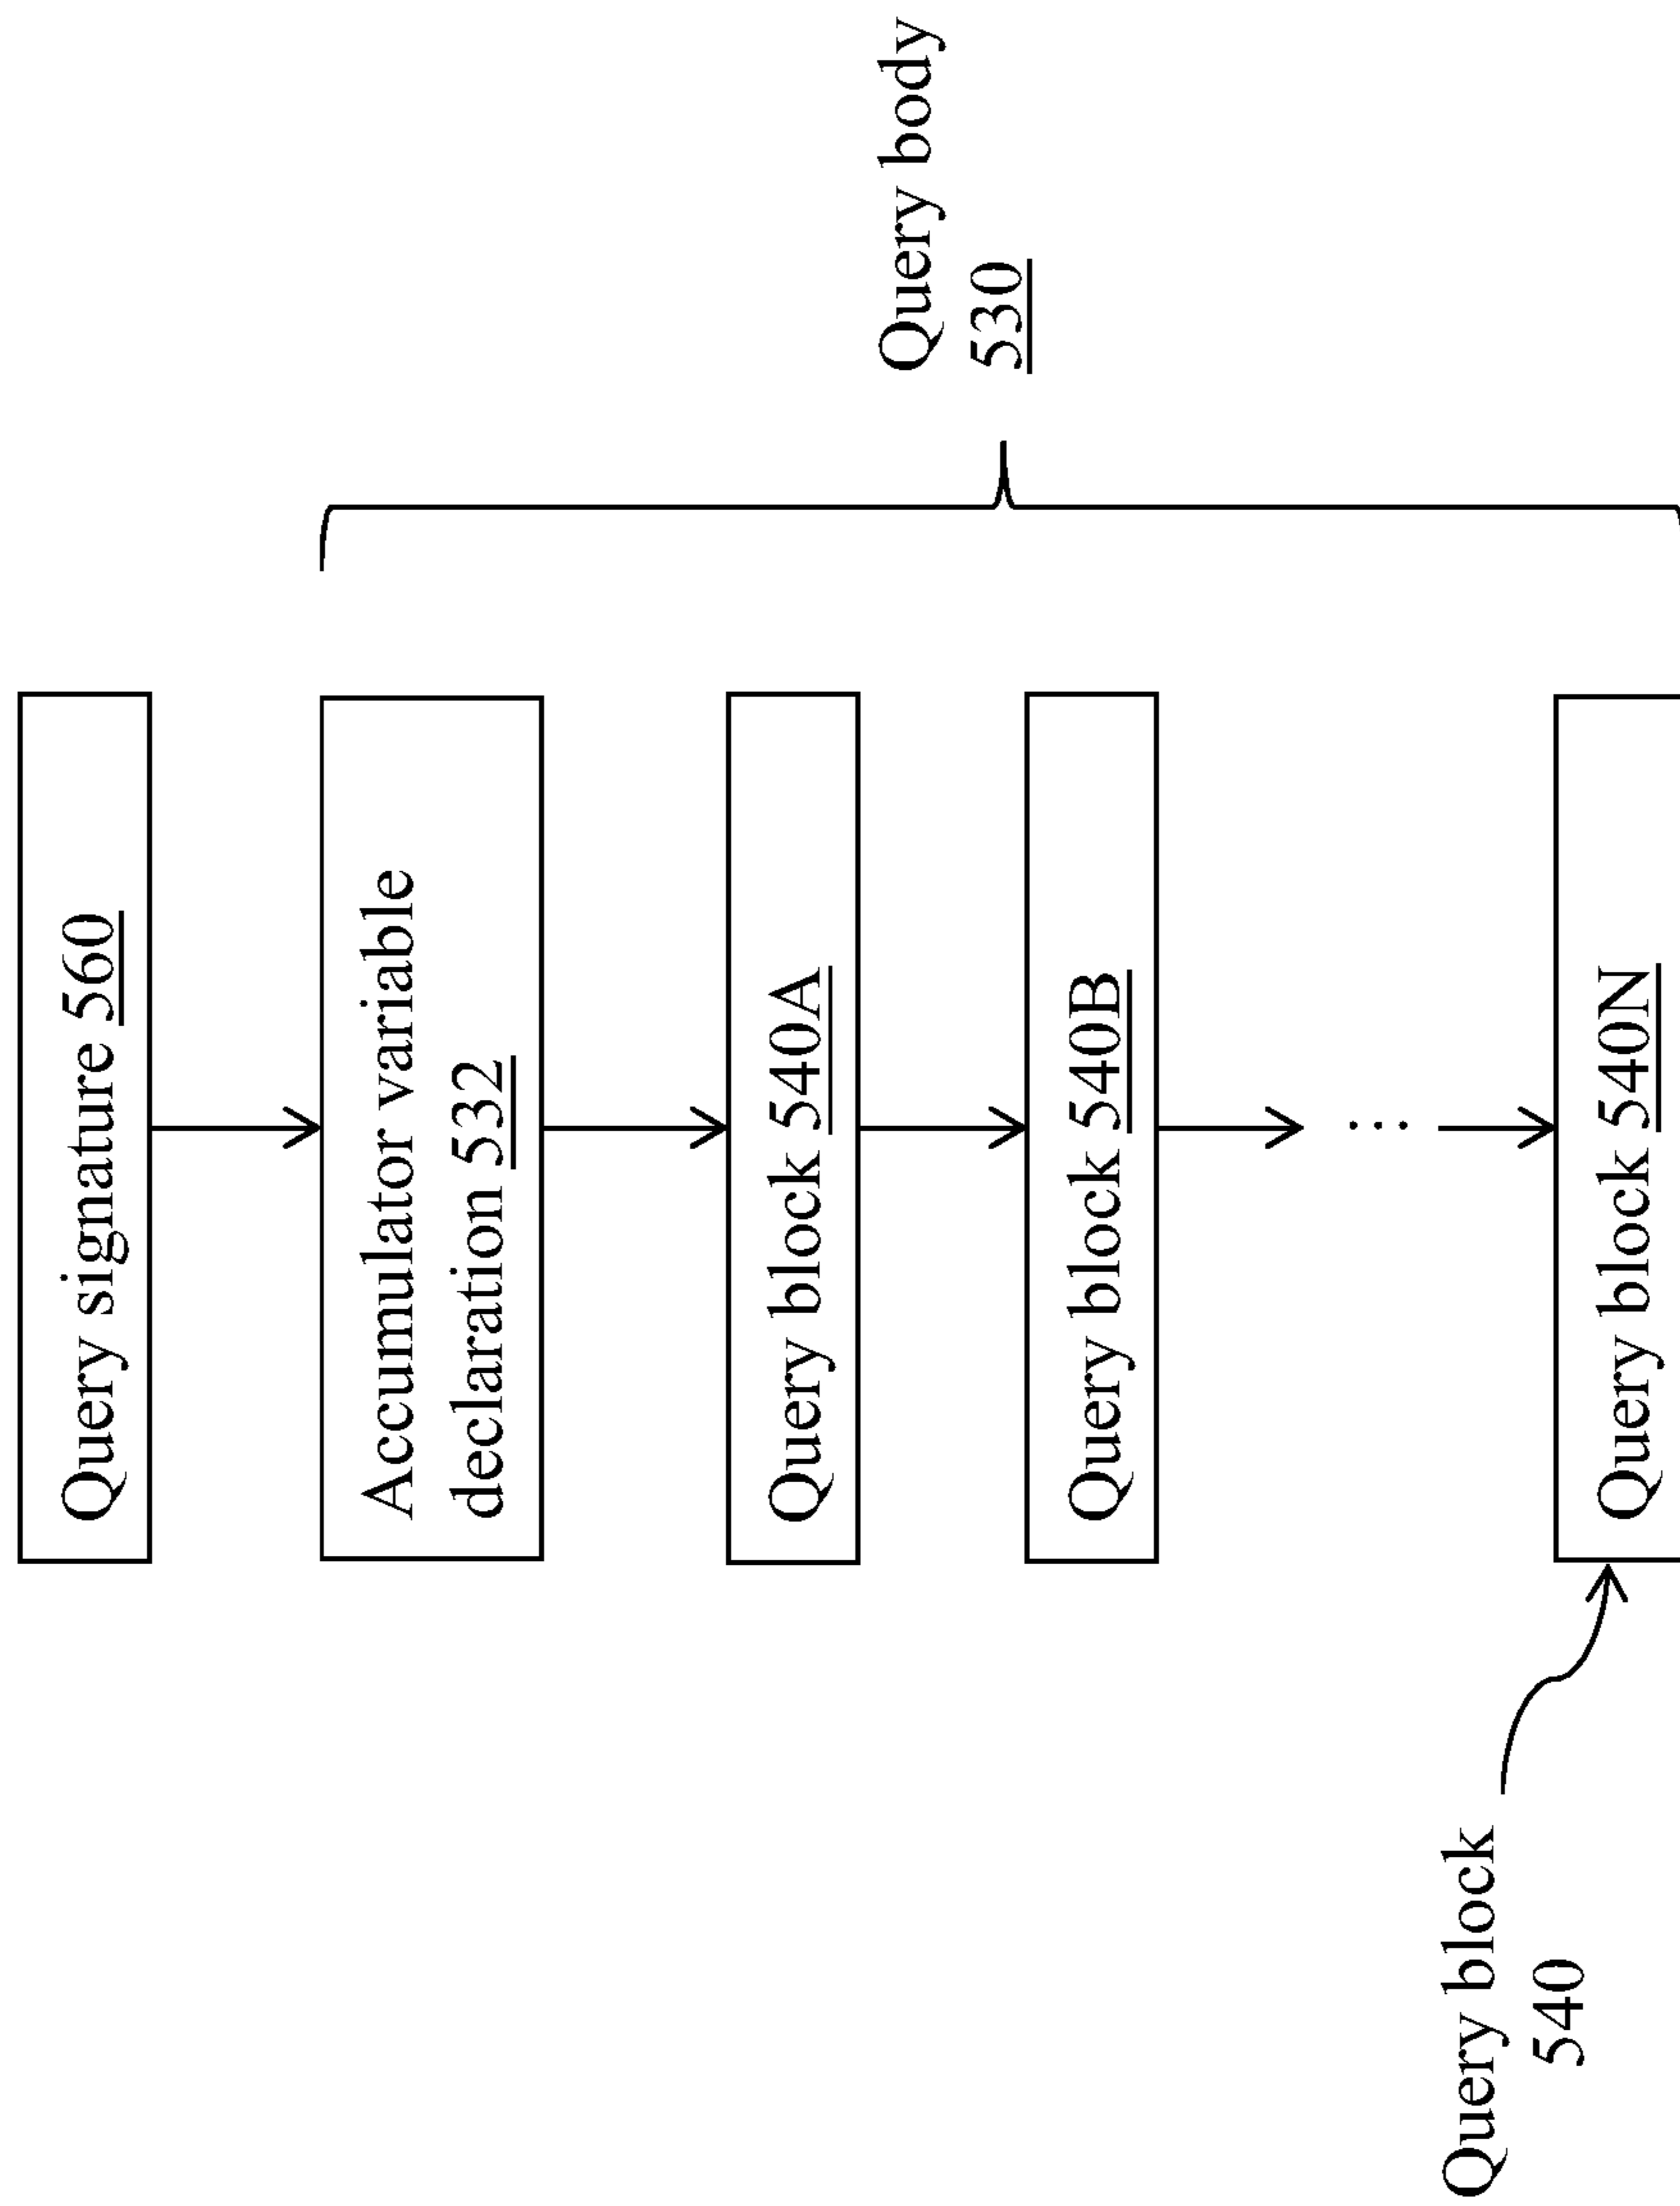 Query signature 560
Accumulator variable
declaration 532
Query block 540A
Query block 540B
...
Query block 540N
Query body
530
Query block
540